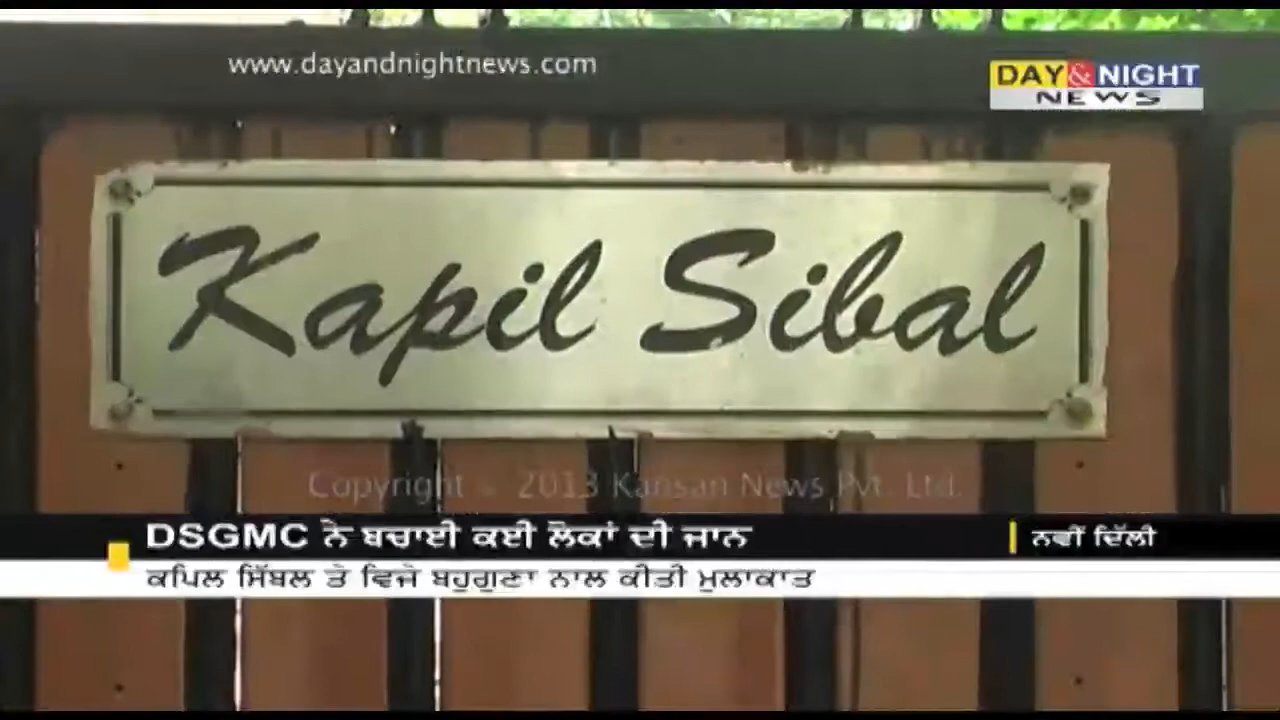 www.dayandnightnews.com
DAY&NIGHT
NEWS
Kapil Sibal
Copyright - 2013 Kansan News Pvt. Ltd.
DSGMC ਨੇ ਬਚਾਈ ਕਈ ਲੋਕਾਂ ਦੀ ਜਾਨ
ਨਵੀਂ ਦਿੱਲੀ
ਕਪਿਲ ਸਿੱਬਲ ਤੇ ਵਿਜੇ ਬਹੁਗੁਣਾ ਨਾਲ ਕੀਤੀ ਮੁਲਾਕਾਤ